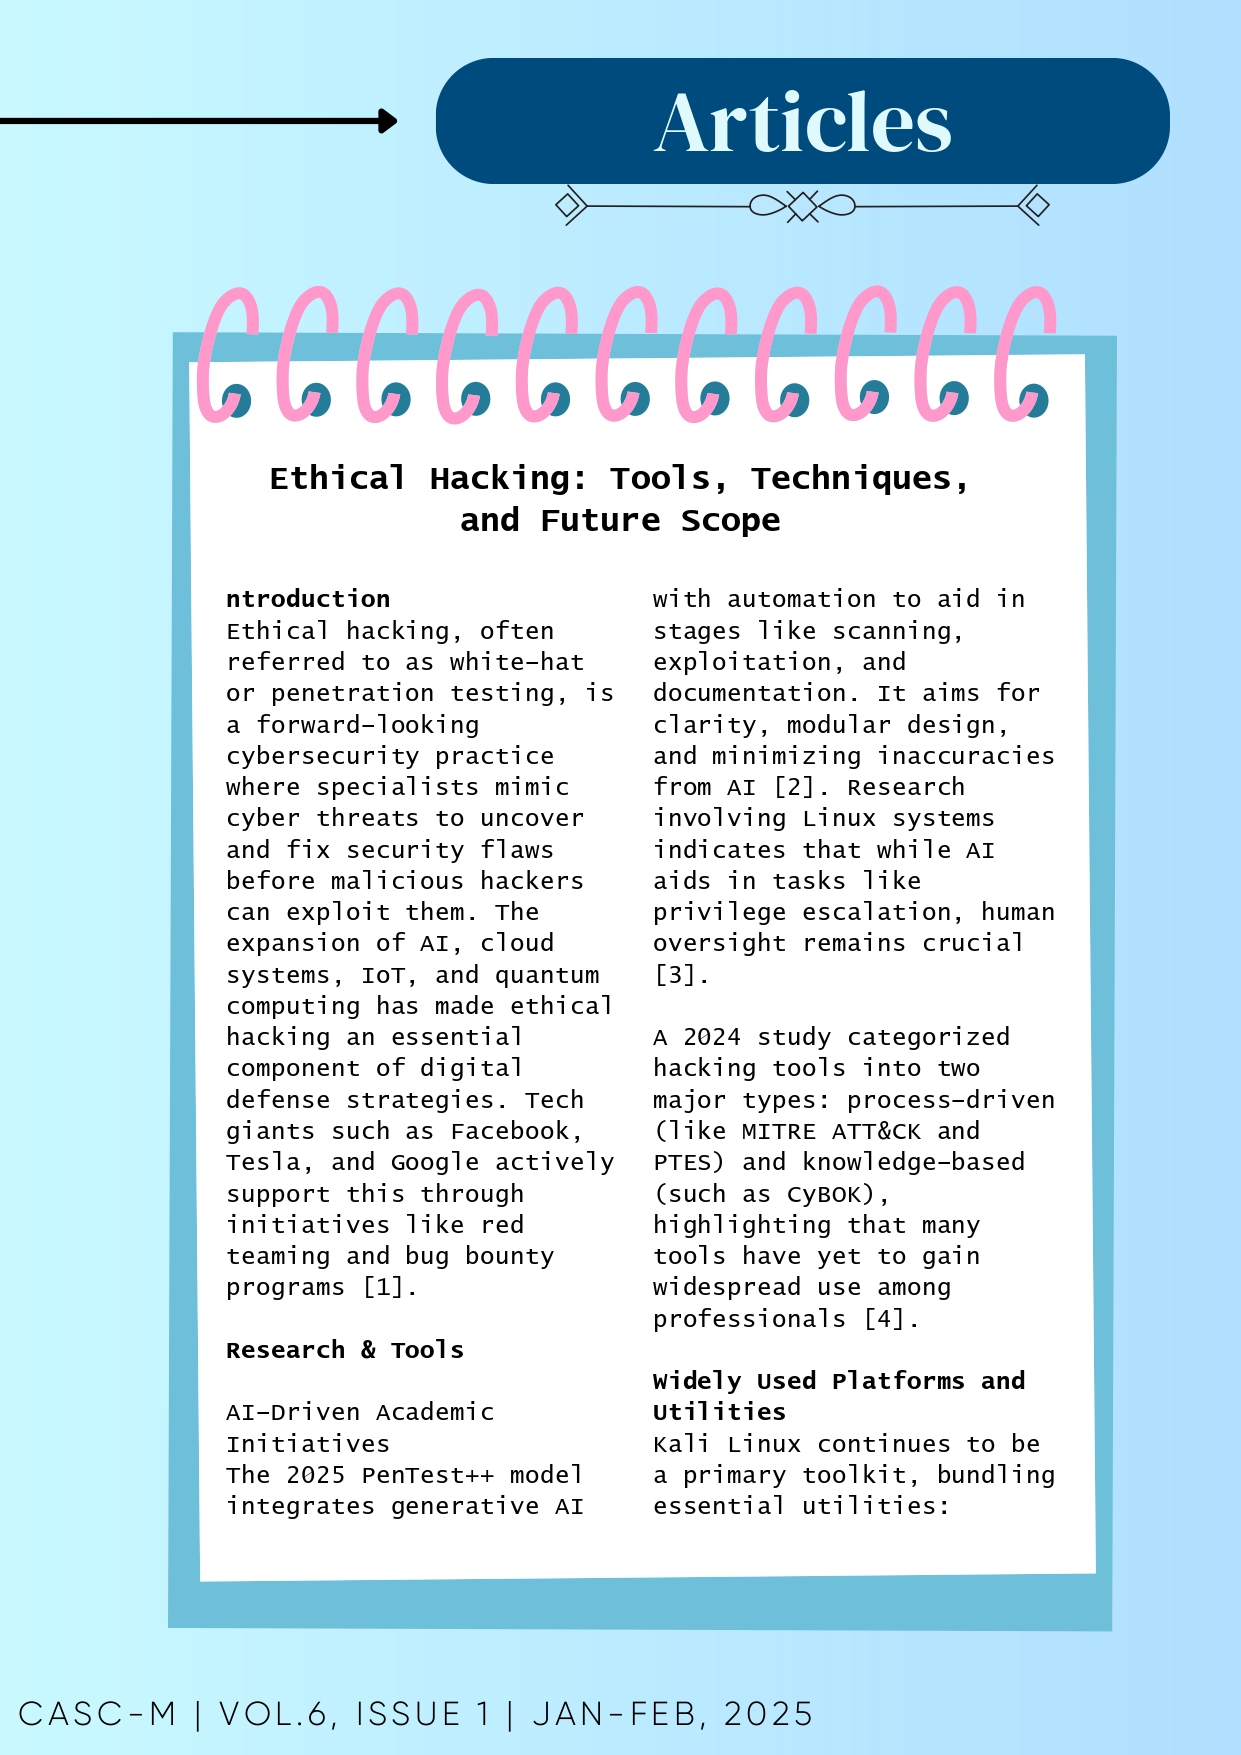 Articles
Ethical Hacking: Tools, Techniques,
and Future Scope
ntroduction
Ethical hacking, often
referred to as white-hat
or penetration testing, is
a forward-looking
cybersecurity practice
where specialists mimic
cyber threats to uncover
and fix security flaws
before malicious hackers
can exploit them. The
expansion of AI, cloud
systems, IoT, and quantum
computing has made ethical
hacking an essential
component of digital
defense strategies. Tech
giants such as Facebook,
Tesla, and Google actively
support this through
initiatives like red
teaming and bug bounty
programs [1].
Research & Tools
AI-Driven Academic
Initiatives
The 2025 PenTest++ model
integrates generative AI
with automation to aid in
stages like scanning,
exploitation, and
documentation. It aims for
clarity, modular design,
and minimizing inaccuracies
from AI [2]. Research
involving Linux systems
indicates that while AI
aids in tasks like
privilege escalation, human
oversight remains crucial
[3].
A 2024 study categorized
hacking tools into two
major types: process-driven
(like MITRE ATT&CK and
PTES) and knowledge-based
(such as CyBOK),
highlighting that many
tools have yet to gain
widespread use among
professionals [4].
Widely Used Platforms and
Utilities
Kali Linux continues to be
a primary toolkit, bundling
essential utilities:
CASC-M | VOL.6, ISSUE 1 | JAN-FEB, 2025